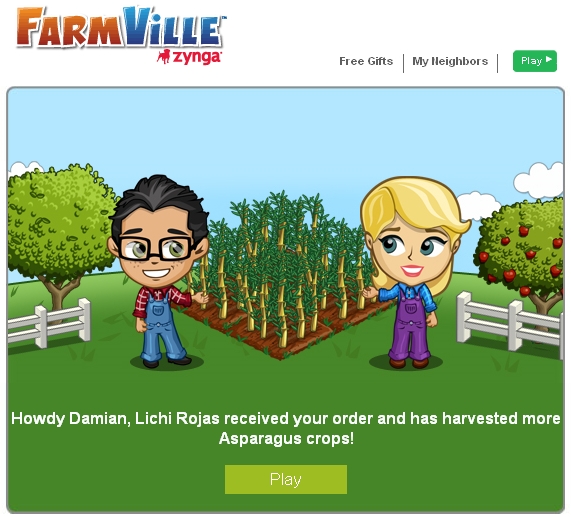 FARMVILLE™
zynga
Free Gifts | My Neighbors | Play
Howdy Damian, Lichi Rojas received your order and has harvested more
Asparagus crops!
Play